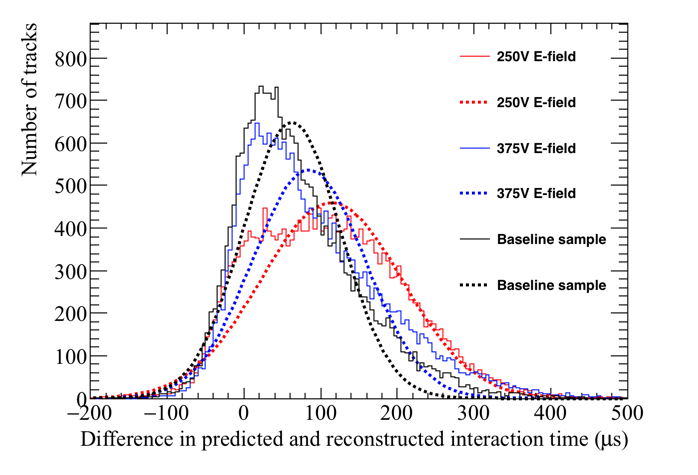 Number of tracks
800
700
600
500
400
300
200
100
0
−200 −100 0 100 200 300 400 500
Difference in predicted and reconstructed interaction time (μs)
250V E-field
250V E-field
375V E-field
375V E-field
Baseline sample
Baseline sample